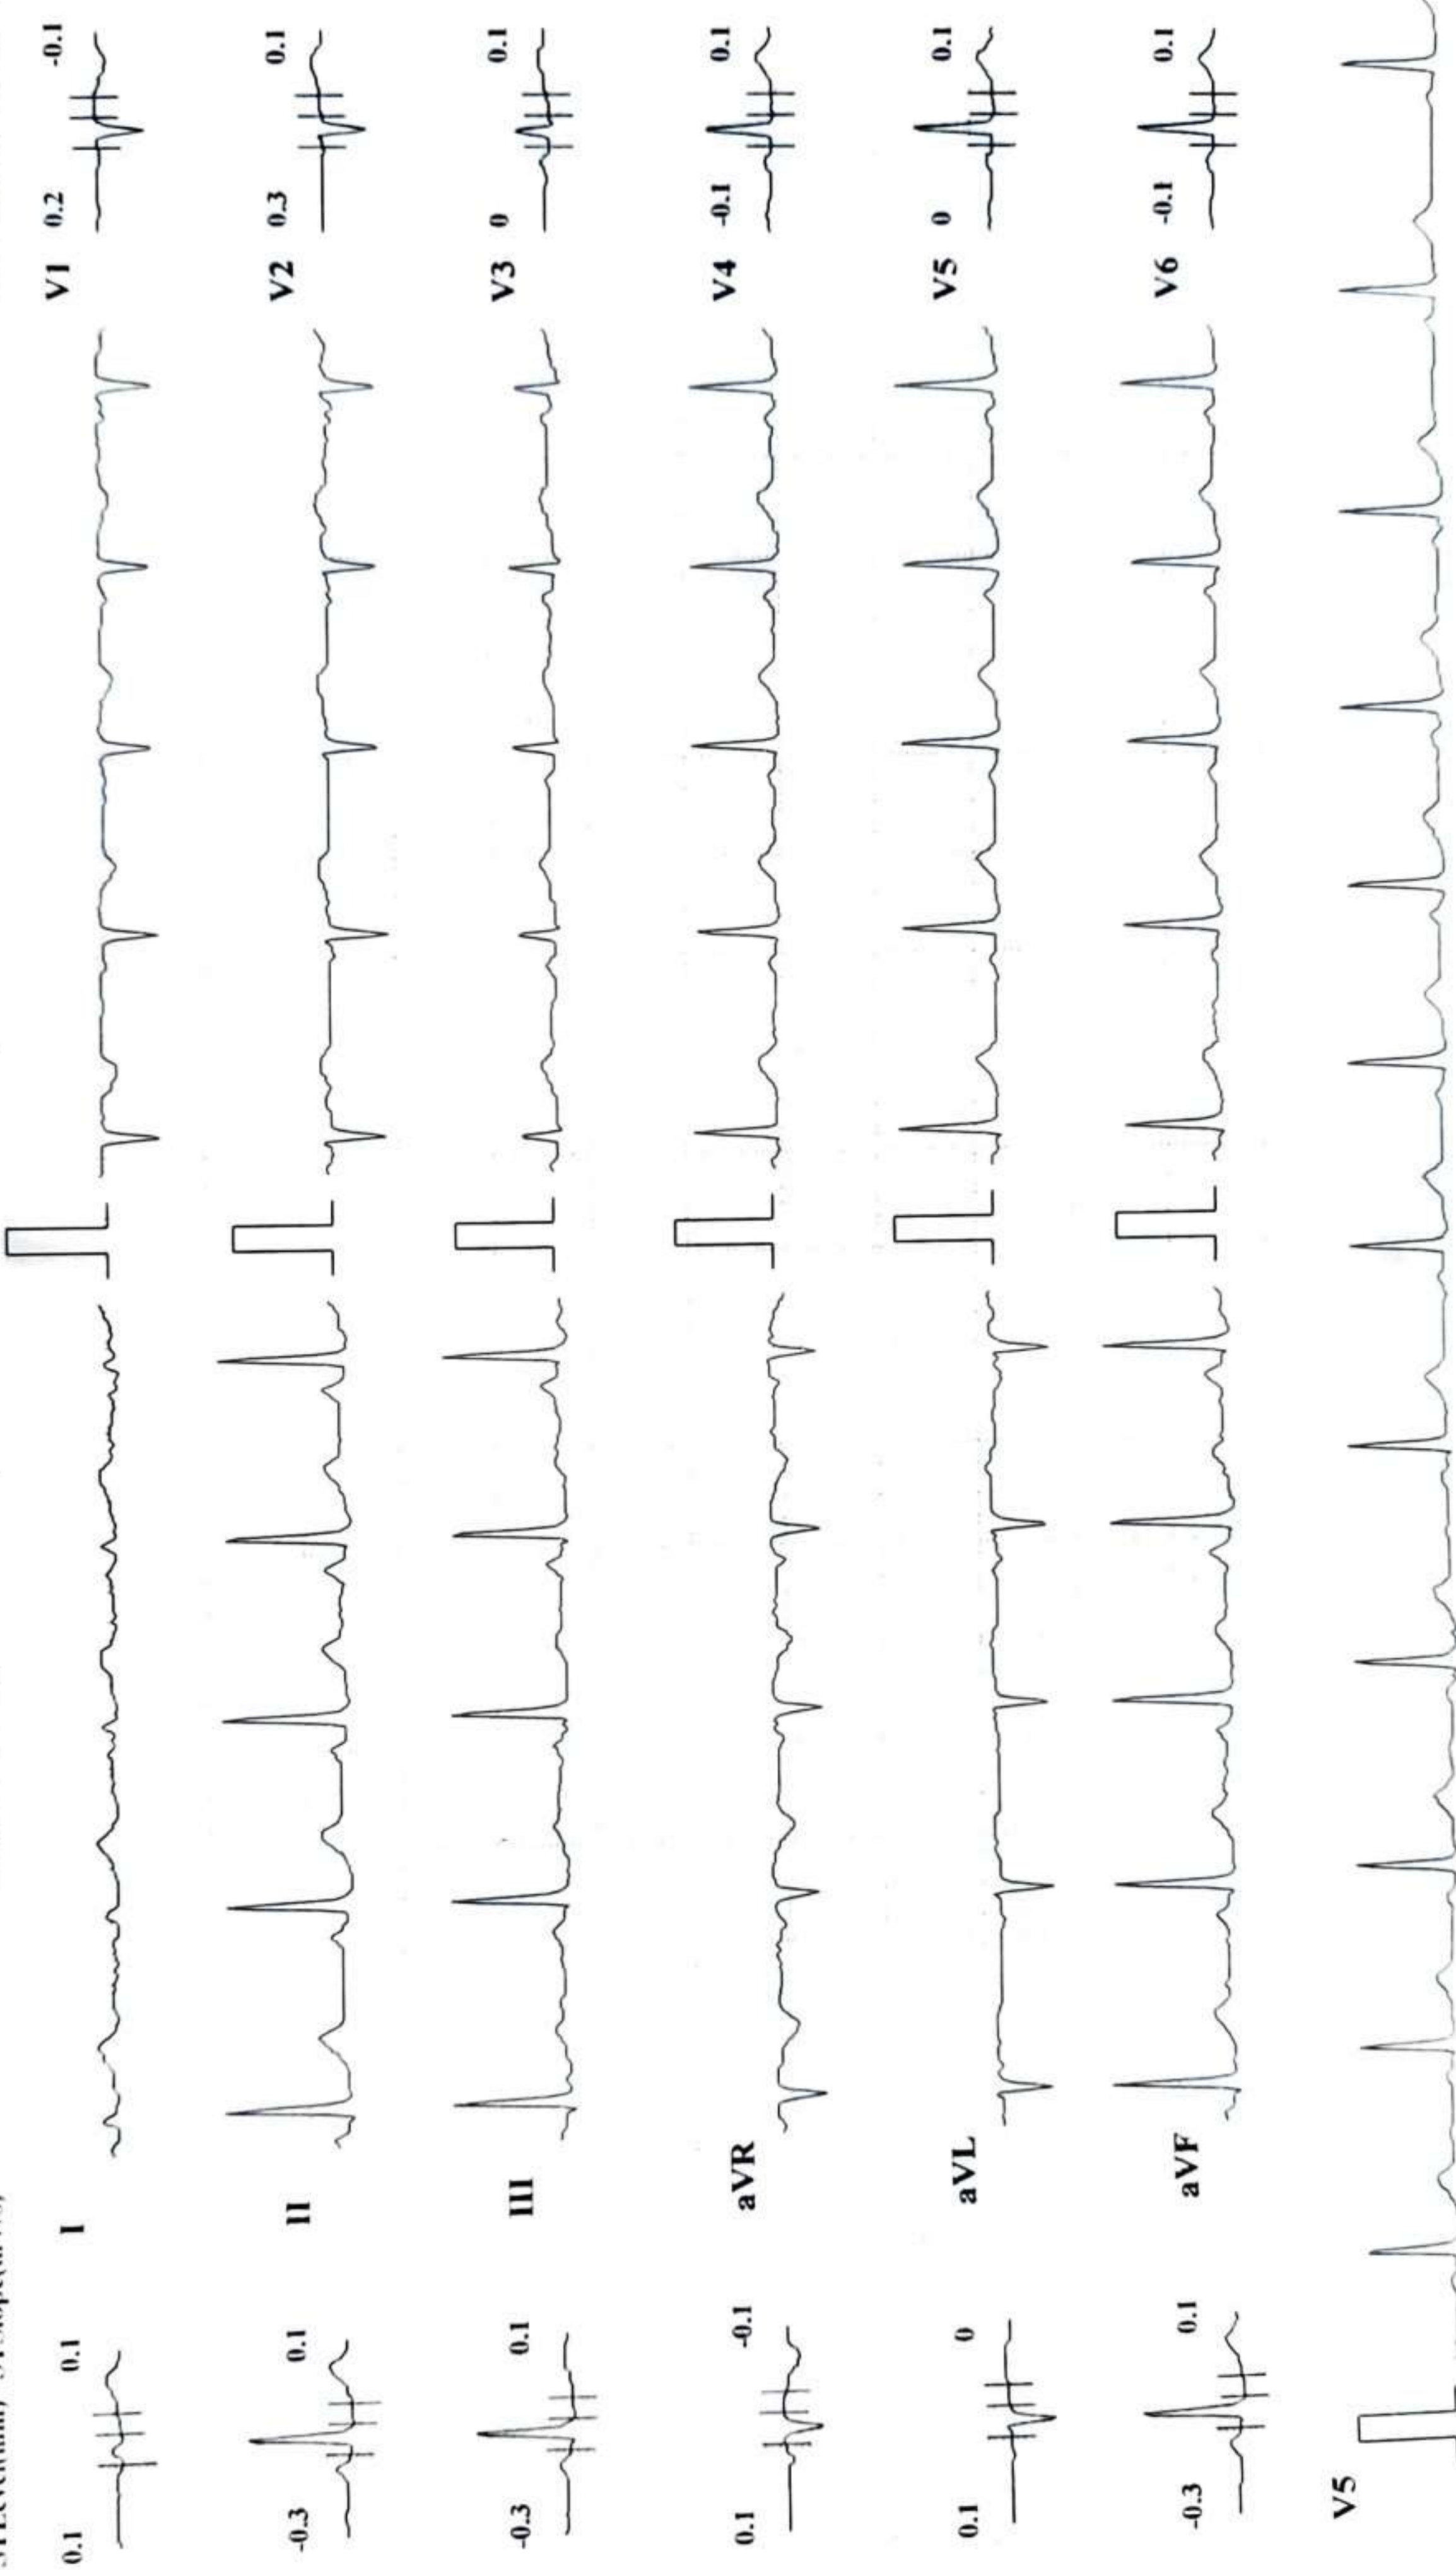 0.1 0.1 I V1 0.2 -0.1
-0.3 0.1 II V2 0.3 0.1
-0.3 0.1 III V3 0 0.1
0.1 -0.1 aVR V4 -0.1 0.1
0.1 0 aVL V5 0 0.1
-0.3 0.1 aVF V6 -0.1 0.1
V5